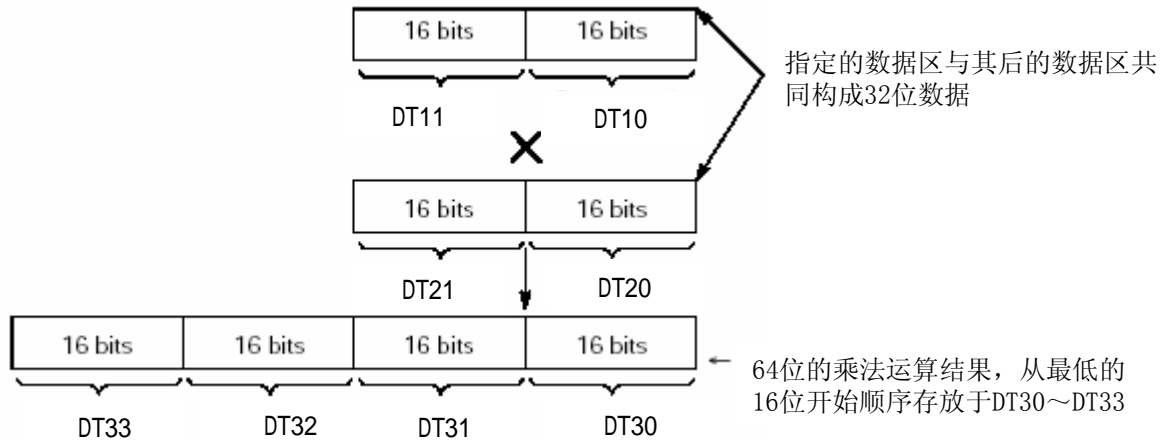 16 bits 16 bits
指定的数据区与其后的数据区共
同构成32位数据
DT11 DT10
×
16 bits 16 bits
DT21 DT20
16 bits 16 bits 16 bits 16 bits
64位的乘法运算结果，从最低的
16位开始顺序存放于DT30～DT33
DT33 DT32 DT31 DT30